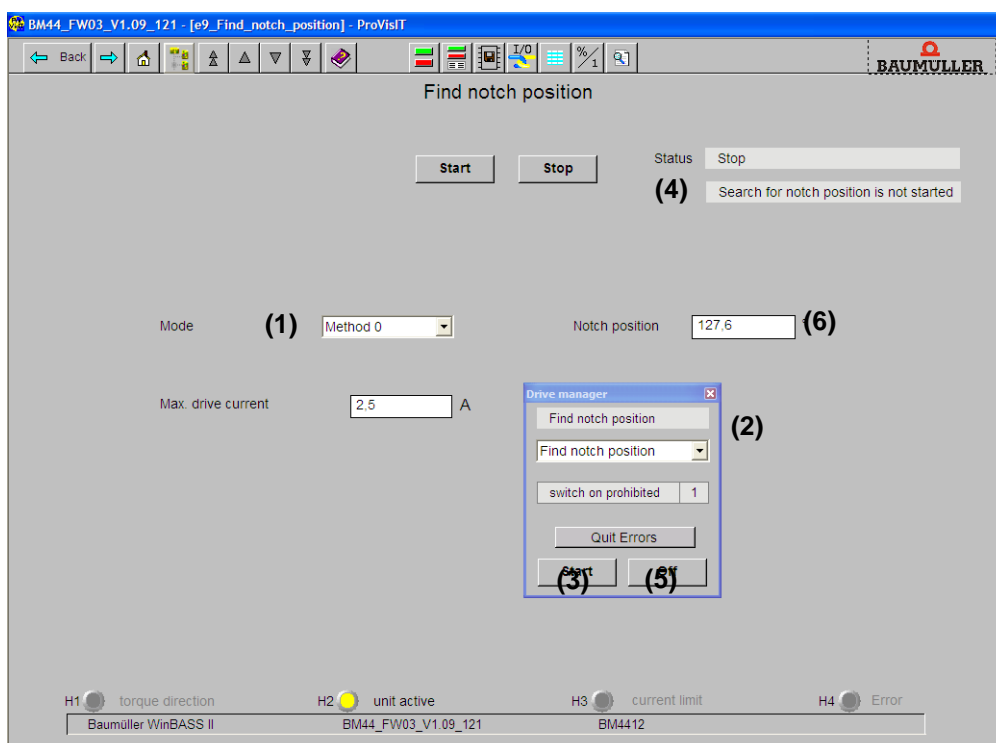 BM44_FW03_V1.09_121 - [e9_Find_notch_position] - ProVisIT
Back
I/O
%/1
BAUMÜLLER
Find notch position
Start
Stop
Status
Stop
(4)
Search for notch position is not started
Mode
(1)
Method 0
Notch position
127,6
(6)
Max. drive current
2,5
A
Drive manager
Find notch position
(2)
Find notch position
switch on prohibited
1
Quit Errors
Start
(3)
Off
(5)
H1
torque direction
H2
unit active
H3
current limit
H4
Error
Baumüller WinBASS II
BM44_FW03_V1.09_121
BM4412